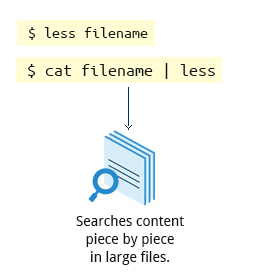 $ less filename
$ cat filename | less
Searches content
piece by piece
in large files.